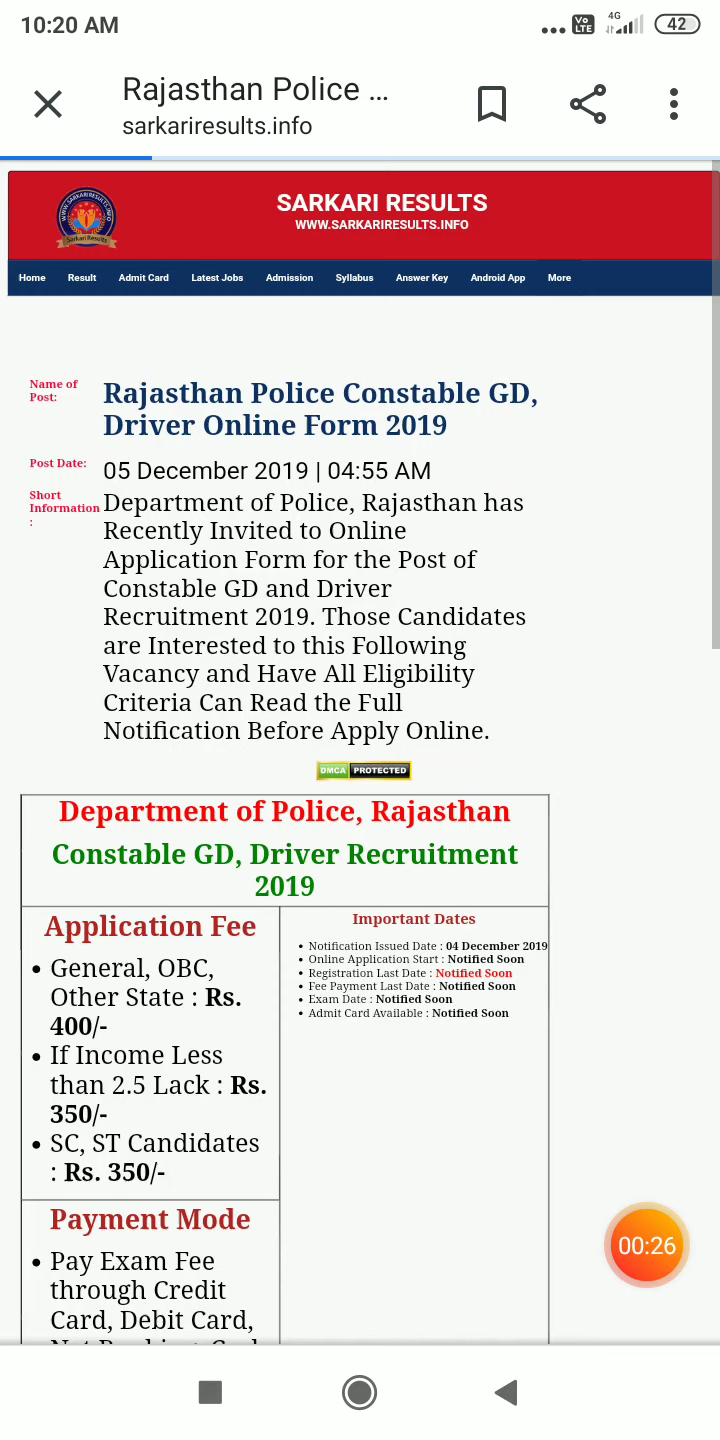 10:20 AM
Vo LTE
4G
42
Rajasthan Police ...
sarkariresults.info
SARKARI RESULTS
WWW.SARKARIRESULTS.INFO
WWW.SARKARIRESULTS.INFO
Sarkari Results
Home Result Admit Card Latest Jobs Admission Syllabus Answer Key Android App More
Name of
Post:
Rajasthan Police Constable GD,
Driver Online Form 2019
Post Date:
05 December 2019 | 04:55 AM
Short
Information
:
Department of Police, Rajasthan has
Recently Invited to Online
Application Form for the Post of
Constable GD and Driver
Recruitment 2019. Those Candidates
are Interested to this Following
Vacancy and Have All Eligibility
Criteria Can Read the Full
Notification Before Apply Online.
DMCA PROTECTED
Department of Police, Rajasthan
Constable GD, Driver Recruitment
2019
Application Fee
• General, OBC,
Other State : Rs.
400/-
• If Income Less
than 2.5 Lack : Rs.
350/-
• SC, ST Candidates
: Rs. 350/-
Important Dates
• Notification Issued Date : 04 December 2019
• Online Application Start : Notified Soon
• Registration Last Date : Notified Soon
• Fee Payment Last Date : Notified Soon
• Exam Date : Notified Soon
• Admit Card Available : Notified Soon
Payment Mode
• Pay Exam Fee
through Credit
Card, Debit Card,
00:26